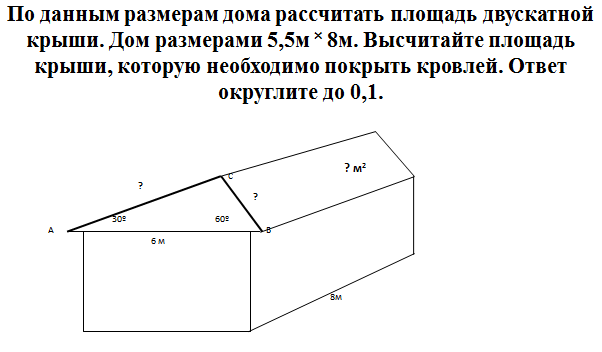 По данным размерам дома рассчитать площадь двускатной
крыши. Дом размерами 5,5м × 8м. Высчитайте площадь
крыши, которую необходимо покрыть кровлей. Ответ
округлите до 0,1.
C
? м²
?
?
30º
60º
A
B
6 м
8м